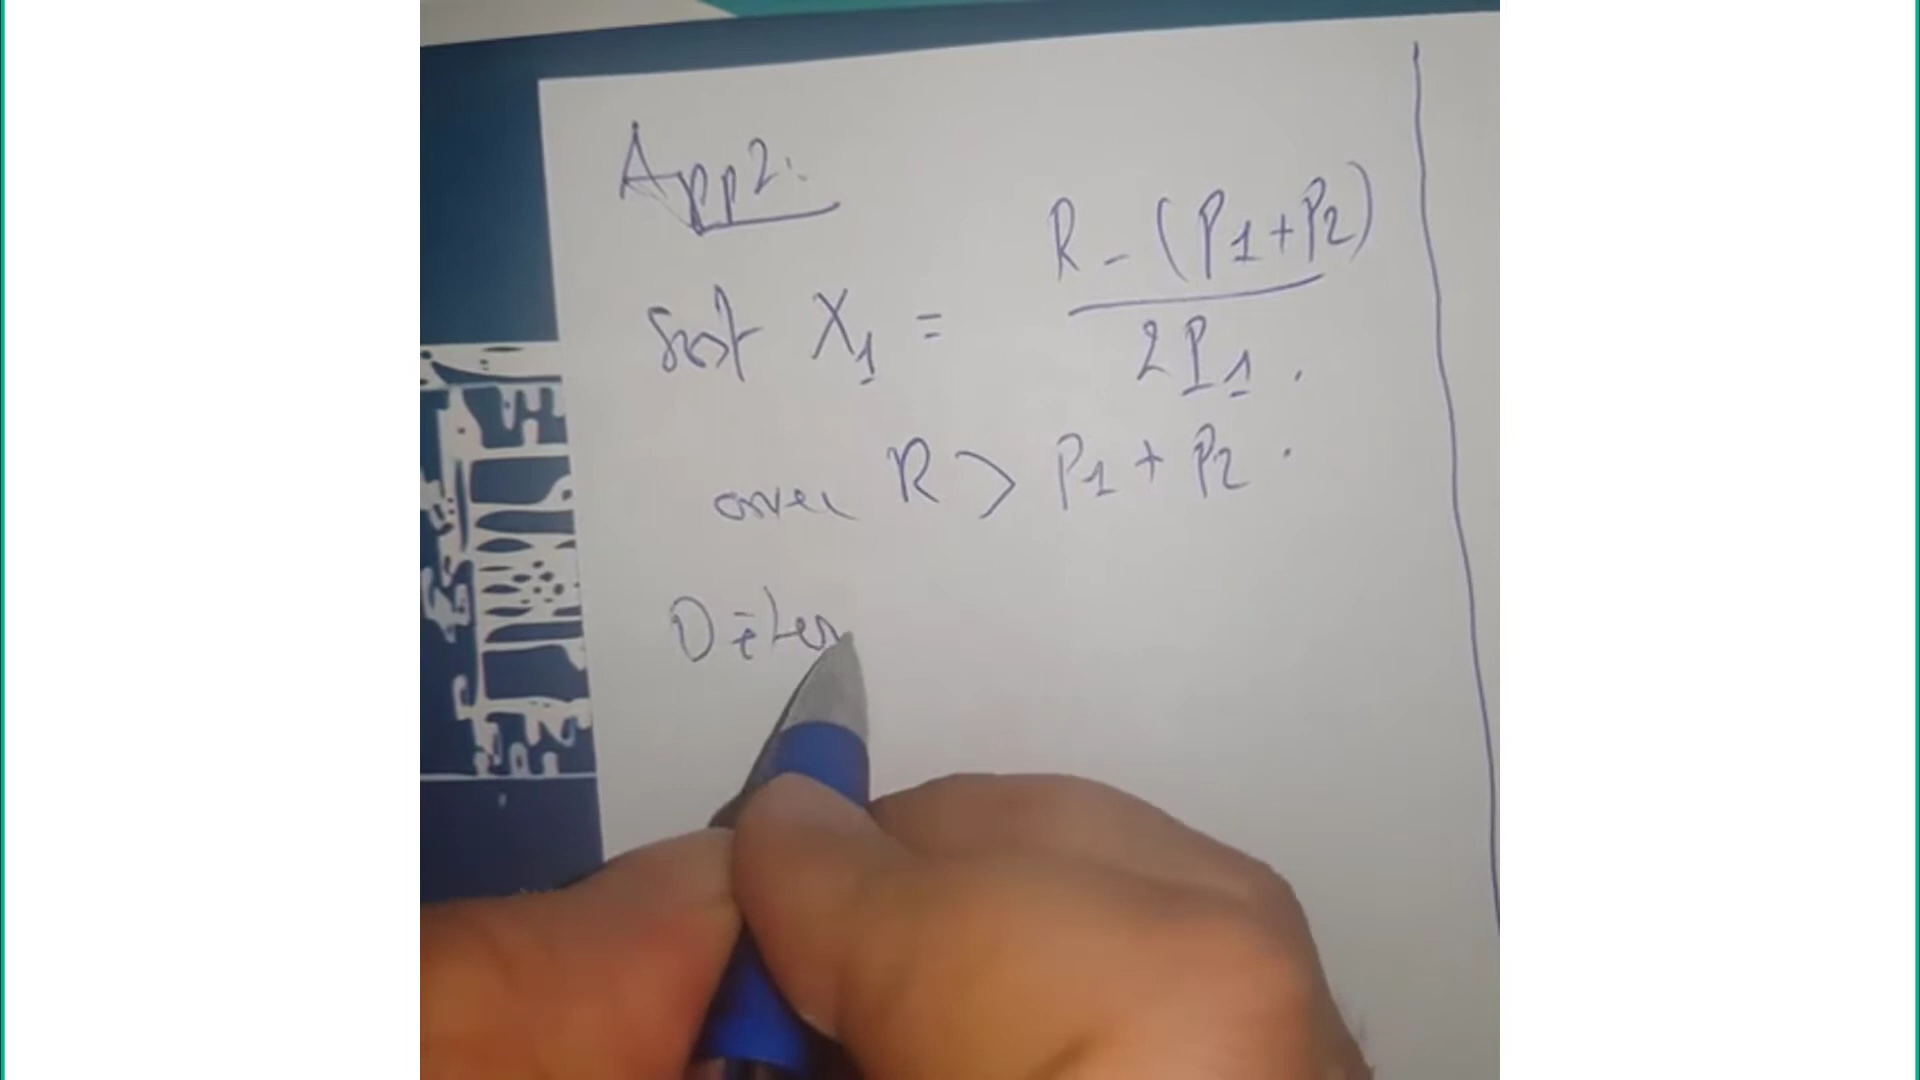 App2:
R - (P1 + P2)
soit X1 =
2P1 .
avec R > P1 + P2 .
Déter